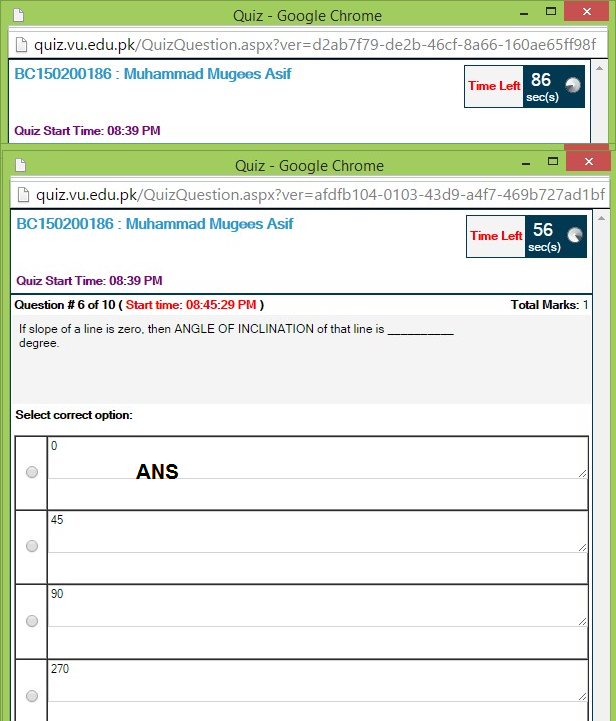 Quiz - Google Chrome
quiz.vu.edu.pk/QuizQuestion.aspx?ver=d2ab7f79-de2b-46cf-8a66-160ae65ff98f
BC150200186 : Muhammad Mugees Asif
Time Left 86 sec(s)
Quiz Start Time: 08:39 PM
Quiz - Google Chrome
quiz.vu.edu.pk/QuizQuestion.aspx?ver=afdfb104-0103-43d9-a4f7-469b727ad1bf
BC150200186 : Muhammad Mugees Asif
Time Left 56 sec(s)
Quiz Start Time: 08:39 PM
Question # 6 of 10 ( Start time: 08:45:29 PM ) Total Marks: 1
If slope of a line is zero, then ANGLE OF INCLINATION of that line is __________
degree.
Select correct option:
0
ANS
45
90
270